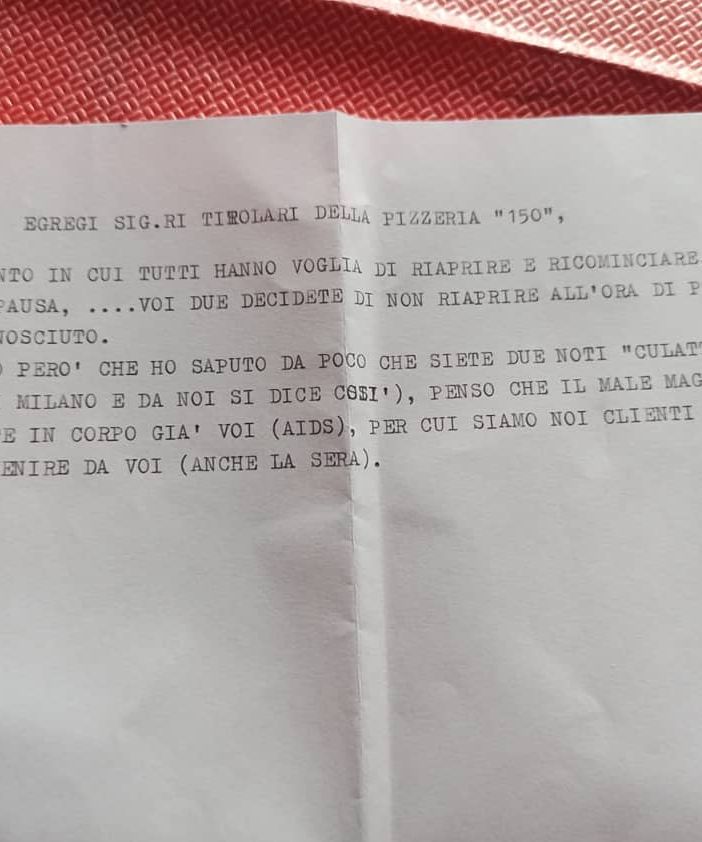 EGREGI SIG.RI TITOLARI DELLA PIZZERIA "150",
NTO IN CUI TUTTI HANNO VOGLIA DI RIAPRIRE E RICOMINCIARE
PAUSA, ....VOI DUE DECIDETE DI NON RIAPRIRE ALL'ORA DI P
NOSCIUTO.
O PERO' CHE HO SAPUTO DA POCO CHE SIETE DUE NOTI "CULATT
MILANO E DA NOI SI DICE COSI'), PENSO CHE IL MALE MAG
E IN CORPO GIA' VOI (AIDS), PER CUI SIAMO NOI CLIENTI
ENIRE DA VOI (ANCHE LA SERA).